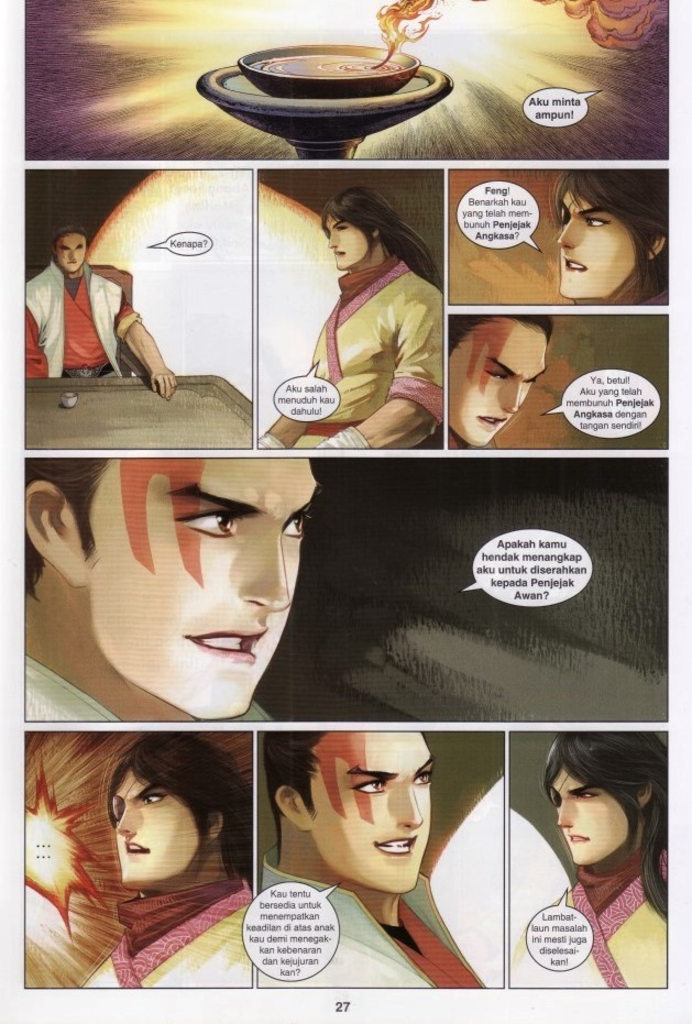 Aku minta
ampun!
Kenapa?
Aku salah
menuduh kau
dahulu!
Feng!
Benarkah kau
yang telah mem-
bunuh Penjejak
Angkasa?
Ya, betul!
Aku yang telah
membunuh Penjejak
Angkasa dengan
tangan sendiri!
Apakah kamu
hendak menangkap
aku untuk diserahkan
kepada Penjejak
Awan?
...
...
Kau tentu
bersedia untuk
menempatkan
keadilan di atas anak
kau demi menegak-
kan kebenaran
dan kejujuran
kan?
Lambat-
laun masalah
ini mesti juga
diselesai-
kan!
27